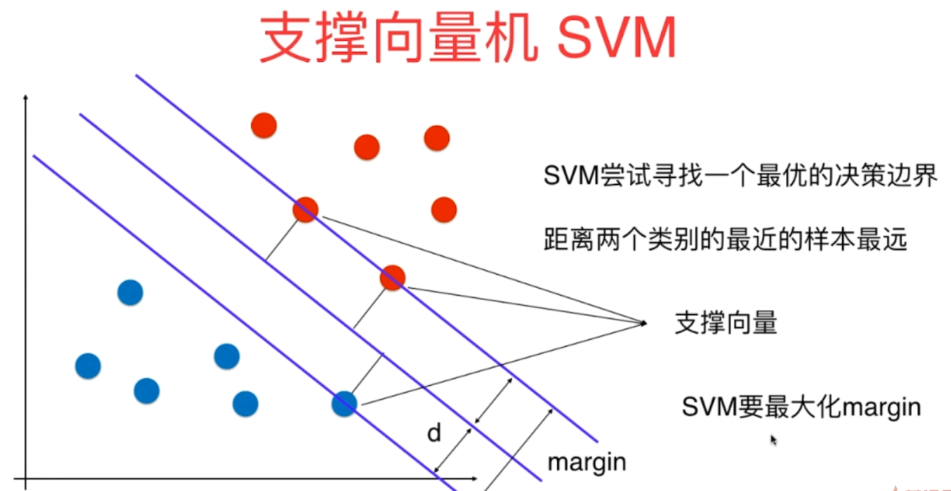 支撑向量机 SVM
SVM尝试寻找一个最优的决策边界
距离两个类别的最近的样本最远
支撑向量
SVM要最大化margin
d
margin